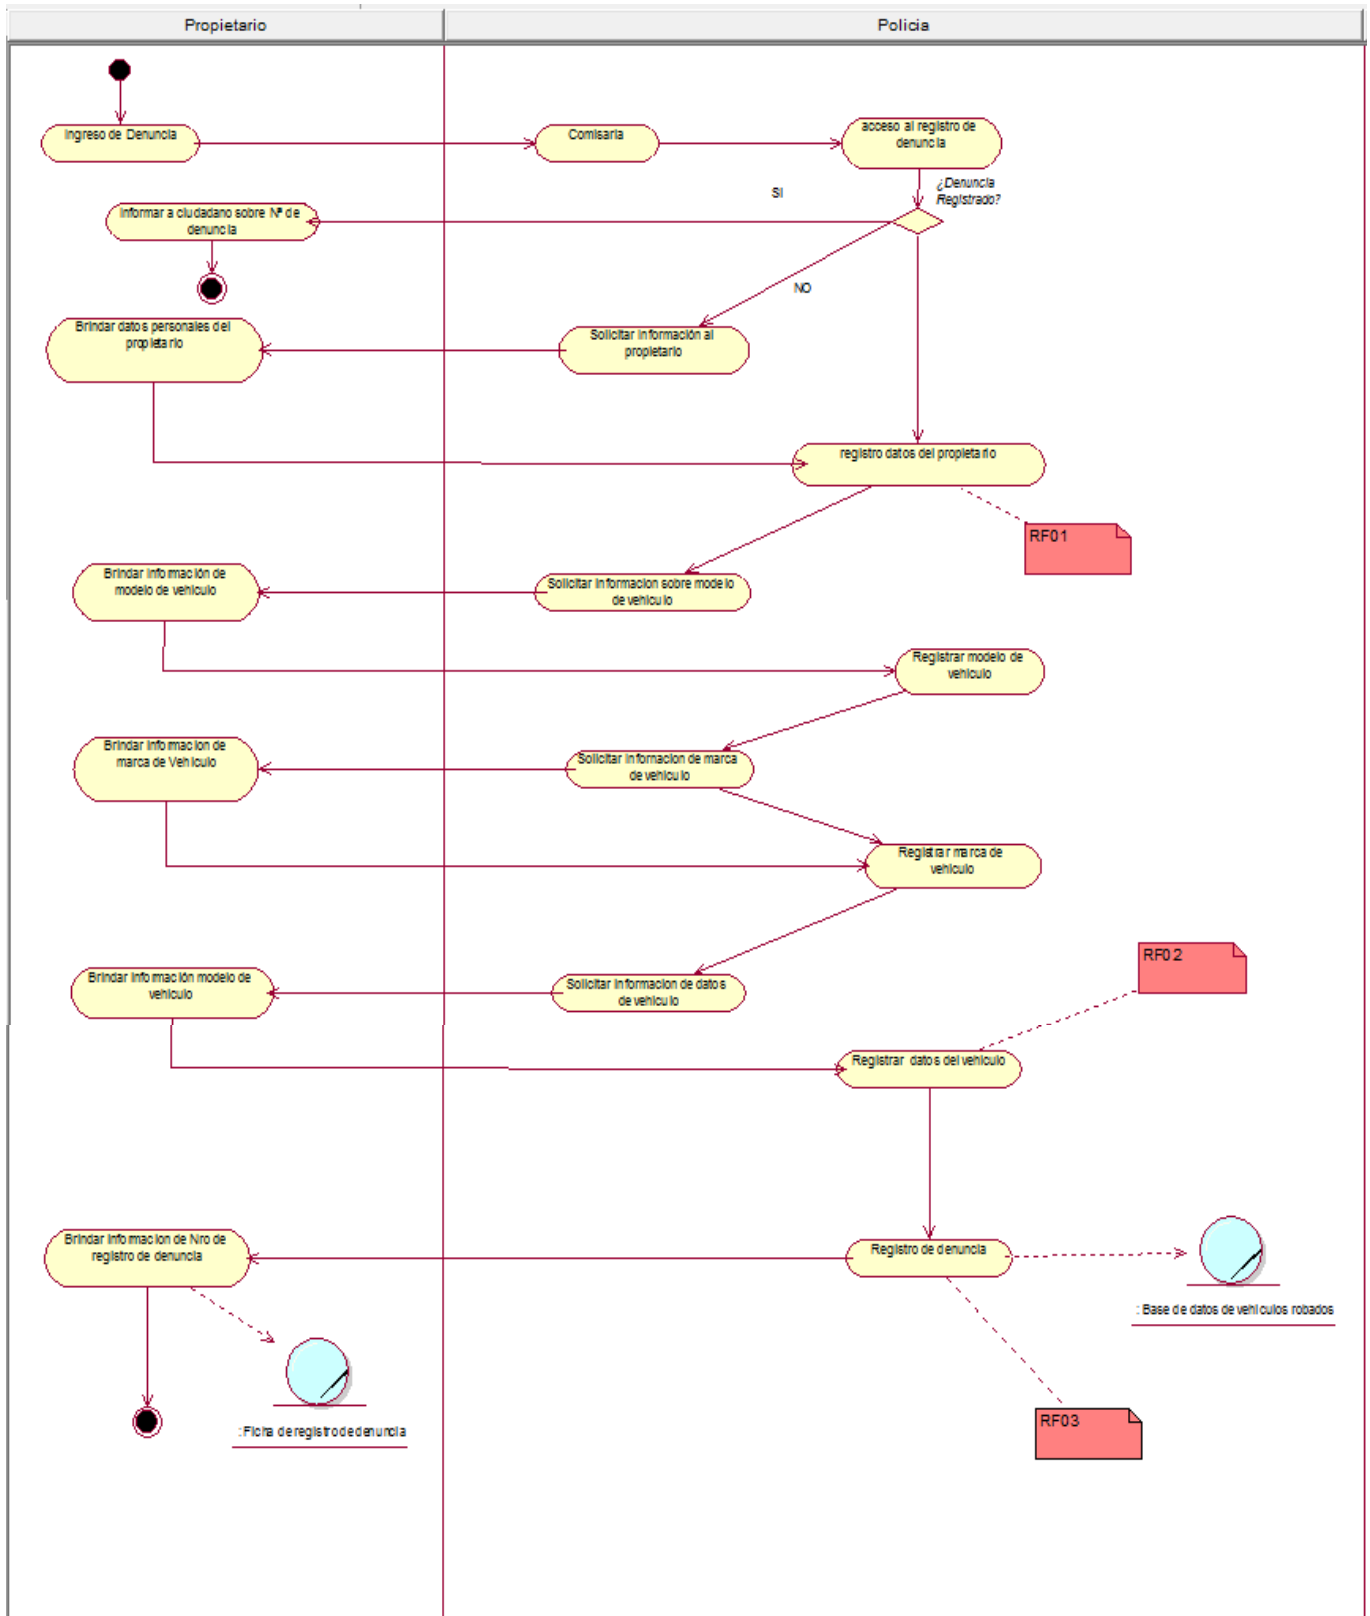 Propietario
Policia
Ingreso de Denuncia
Comisaria
acceso al registro de
denuncia
¿Denuncia
Registrado?
SI
Informar a ciudadano sobre Nº de
denuncia
NO
Brindar datos personales del
propietario
Solicitar información al
propietario
registro datos del propietario
RF01
Brindar información de
modelo de vehiculo
Solicitar informacion sobre modelo
de vehiculo
Registrar modelo de
vehiculo
Brindar informacion de
marca de Vehiculo
Solicitar infornacion de marca
de vehiculo
Registrar marca de
vehiculo
RF02
Brindar información modelo de
vehiculo
Solicitar informacion de datos
de vehiculo
Registrar datos del vehiculo
Brindar informacion de Nro de
registro de denuncia
Registro de denuncia
: Base de datos de vehiculos robados
RF03
: Ficha de registro de denuncia